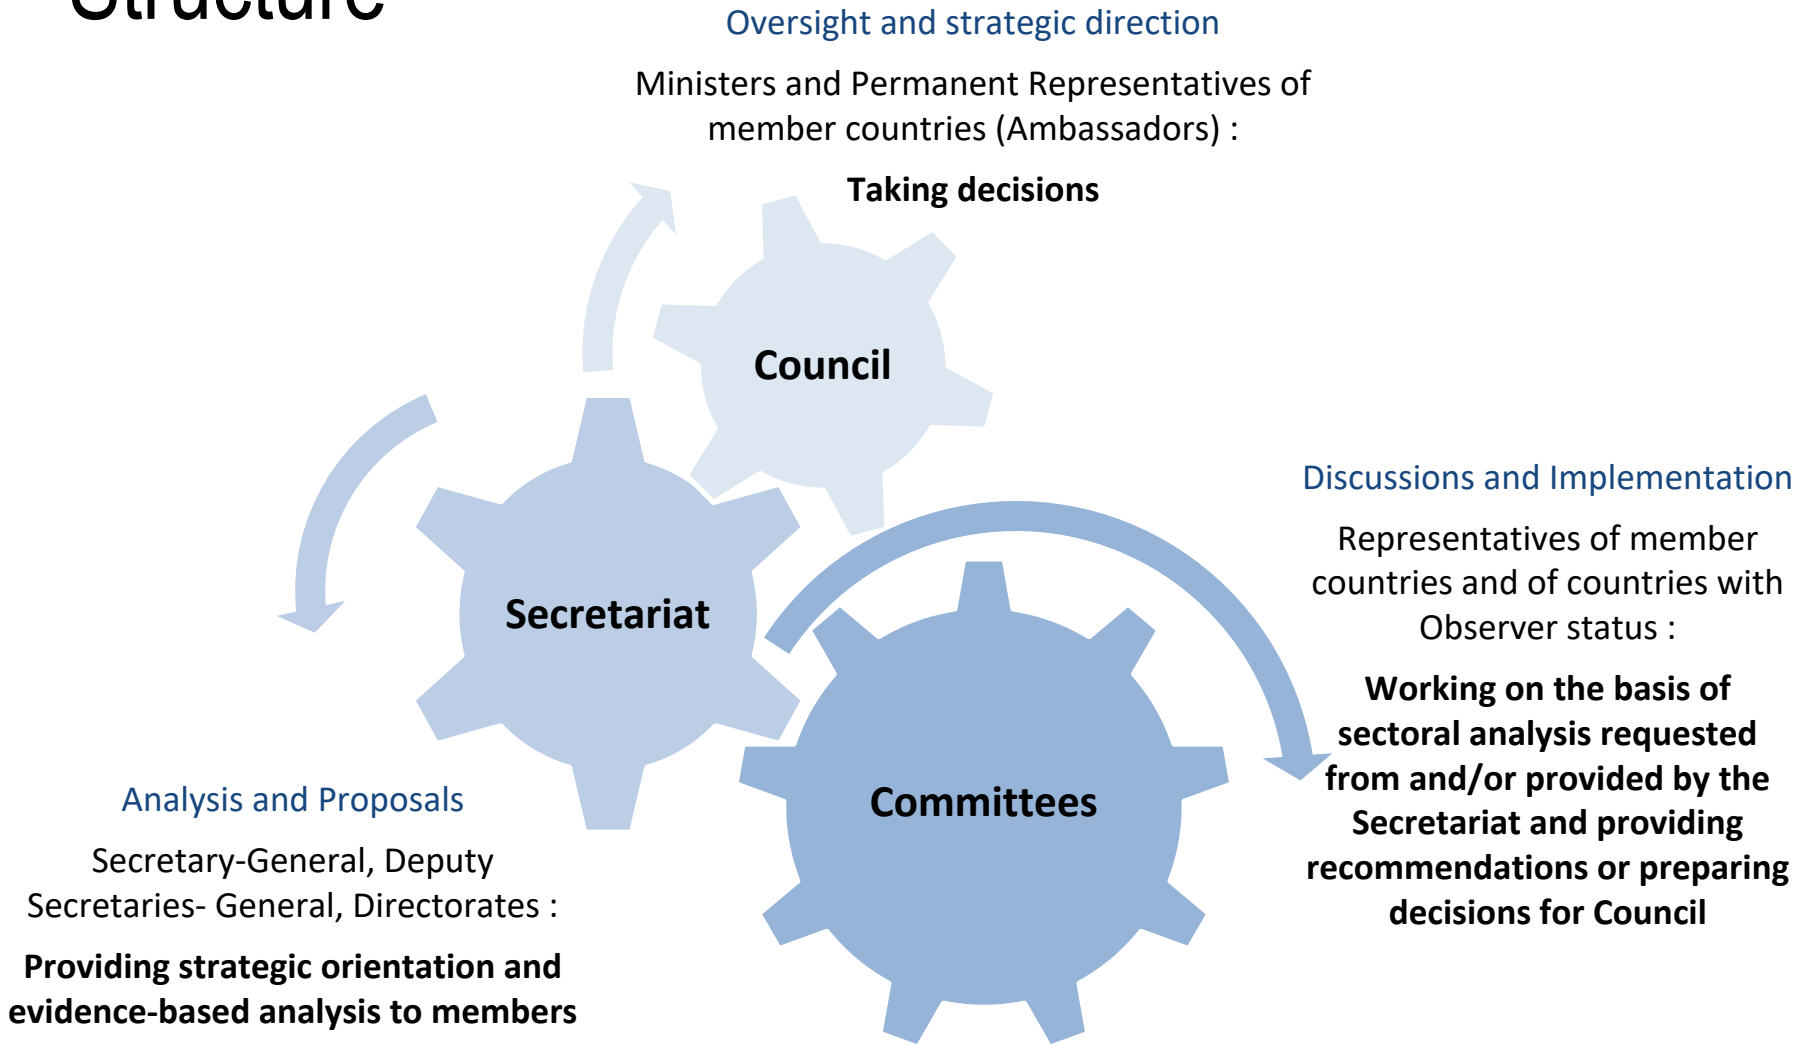 Structure
Oversight and strategic direction
Ministers and Permanent Representatives of
member countries (Ambassadors) :
Taking decisions
Council
Secretariat
Committees
Discussions and Implementation
Representatives of member
countries and of countries with
Observer status :
Working on the basis of
sectoral analysis requested
from and/or provided by the
Secretariat and providing
recommendations or preparing
decisions for Council
Analysis and Proposals
Secretary-General, Deputy
Secretaries- General, Directorates :
Providing strategic orientation and
evidence-based analysis to members